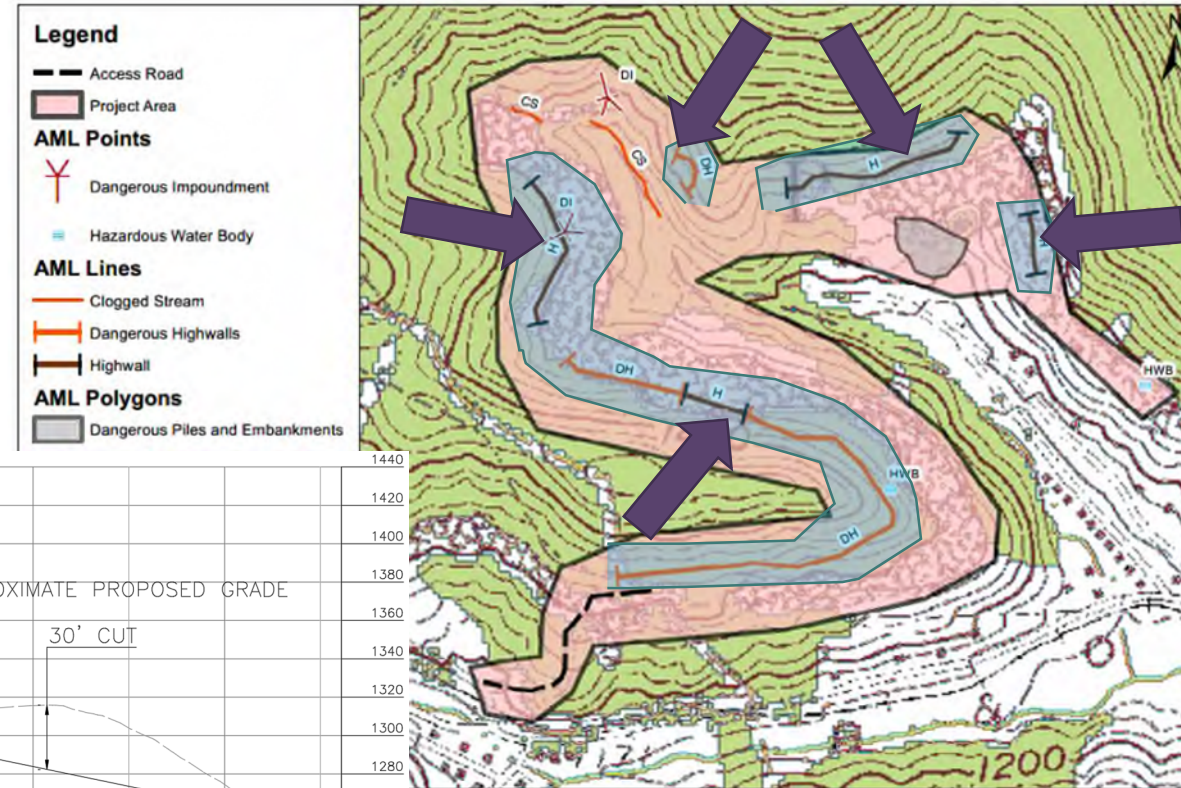 Legend
Access Road
Project Area
AML Points
Dangerous Impoundment
Hazardous Water Body
AML Lines
Clogged Stream
Dangerous Highwalls
Highwall
AML Polygons
Dangerous Piles and Embankments
N
DI
CS
CS
DH
H
H
DI
H
DH
H
HWB
HWB
DH
1200
1440
1420
1400
1380
OXIMATE PROPOSED GRADE
1360
30' CUT
1340
1320
1300
1280